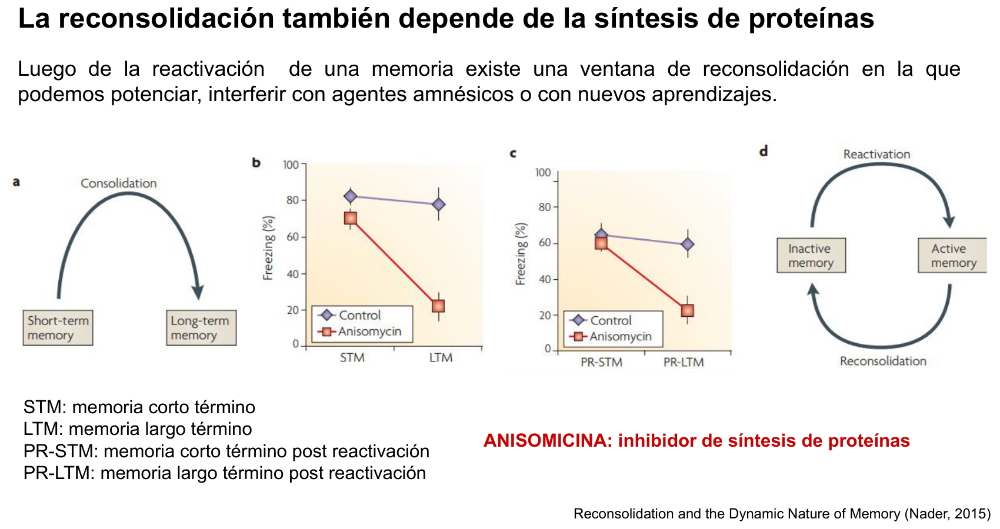 La reconsolidación también depende de la síntesis de proteínas
Luego de la reactivación de una memoria existe una ventana de reconsolidación en la que
podemos potenciar, interferir con agentes amnésicos o con nuevos aprendizajes.
a
Consolidation
Short-term
memory
Long-term
memory
b
100
80
60
40
20
0
Freezing (%)
Control
Anisomycin
STM
LTM
c
100
80
60
40
20
0
Freezing (%)
Control
Anisomycin
PR-STM
PR-LTM
d
Reactivation
Inactive
memory
Active
memory
Reconsolidation
STM: memoria corto término
LTM: memoria largo término
PR-STM: memoria corto término post reactivación
PR-LTM: memoria largo término post reactivación
ANISOMICINA: inhibidor de síntesis de proteínas
Reconsolidation and the Dynamic Nature of Memory (Nader, 2015)